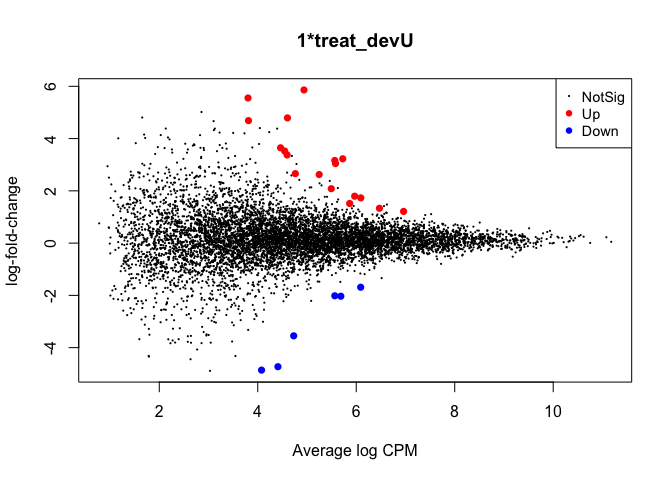 1*treat_devU
NotSig
Up
Down
log-fold-change
6
4
2
0
-2
-4
2 4 6 8 10
Average log CPM